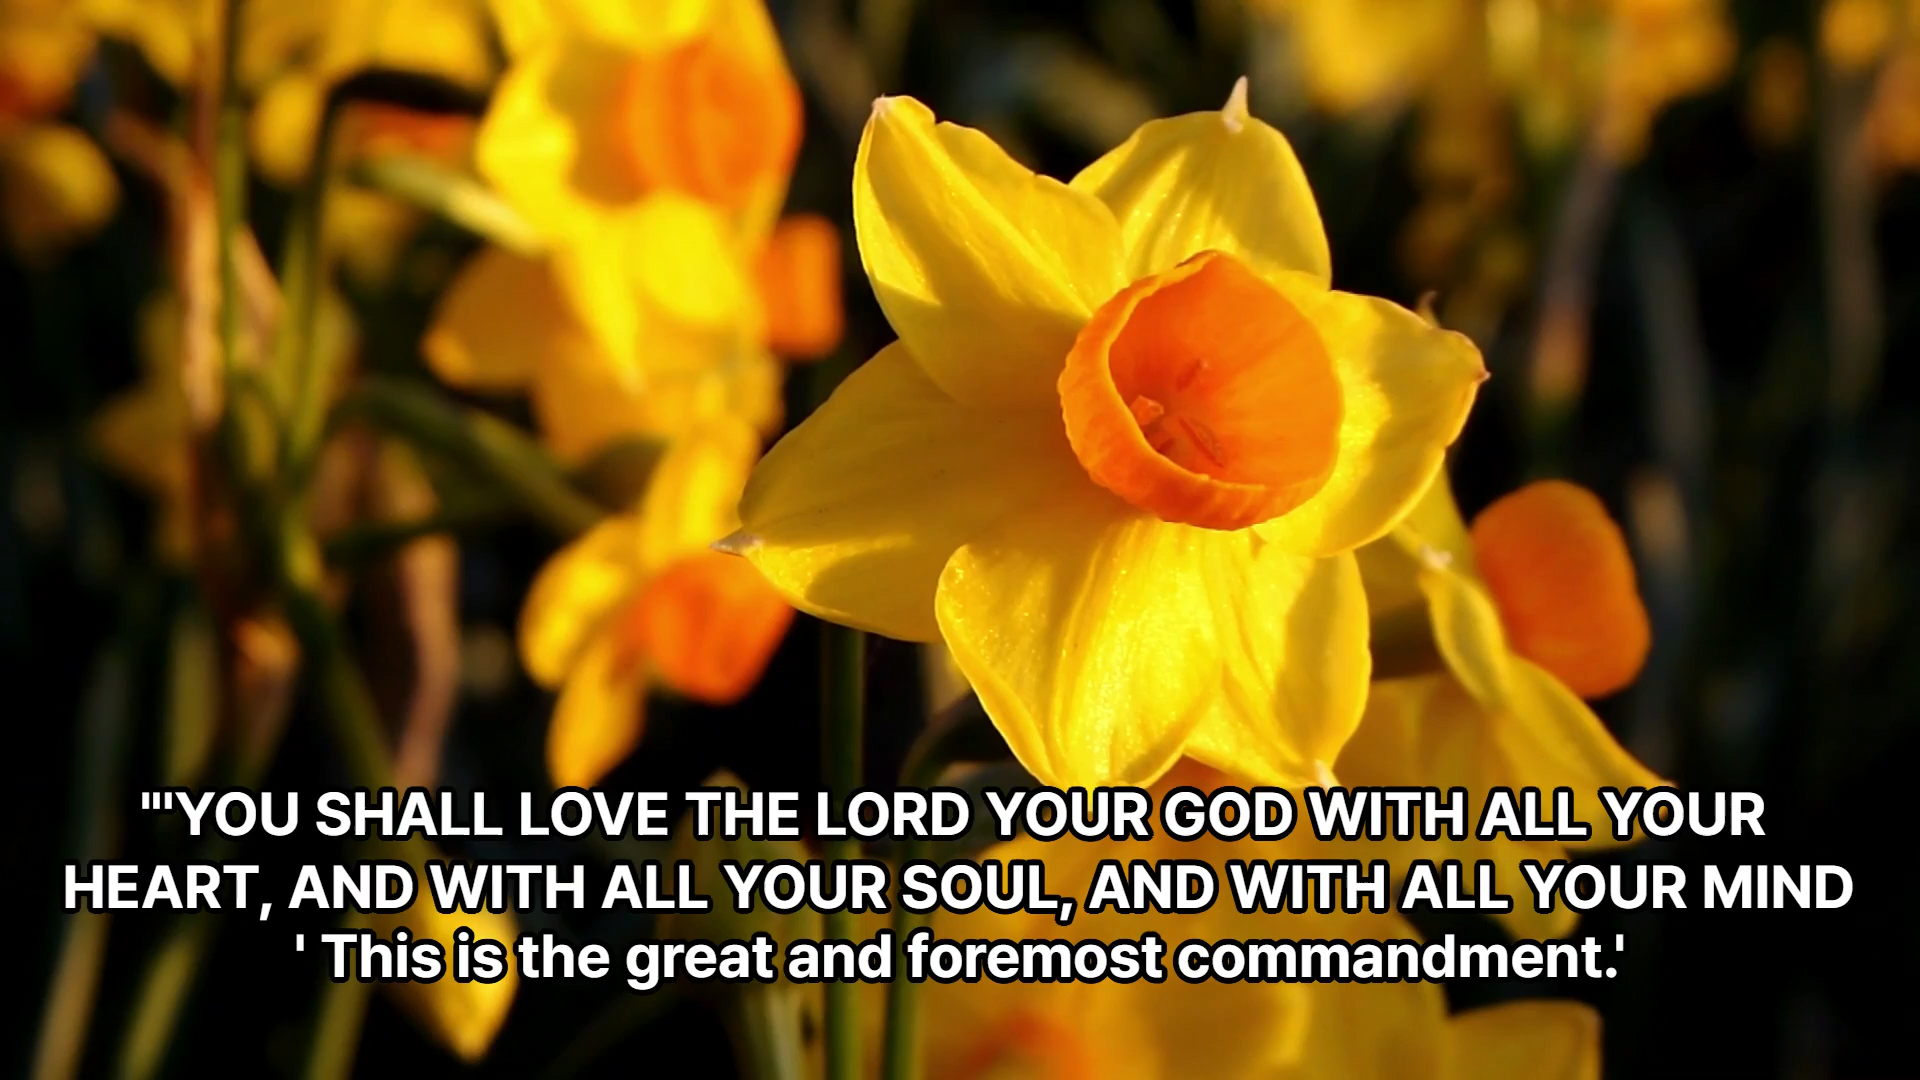 "'YOU SHALL LOVE THE LORD YOUR GOD WITH ALL YOUR
HEART, AND WITH ALL YOUR SOUL, AND WITH ALL YOUR MIND
' This is the great and foremost commandment.'